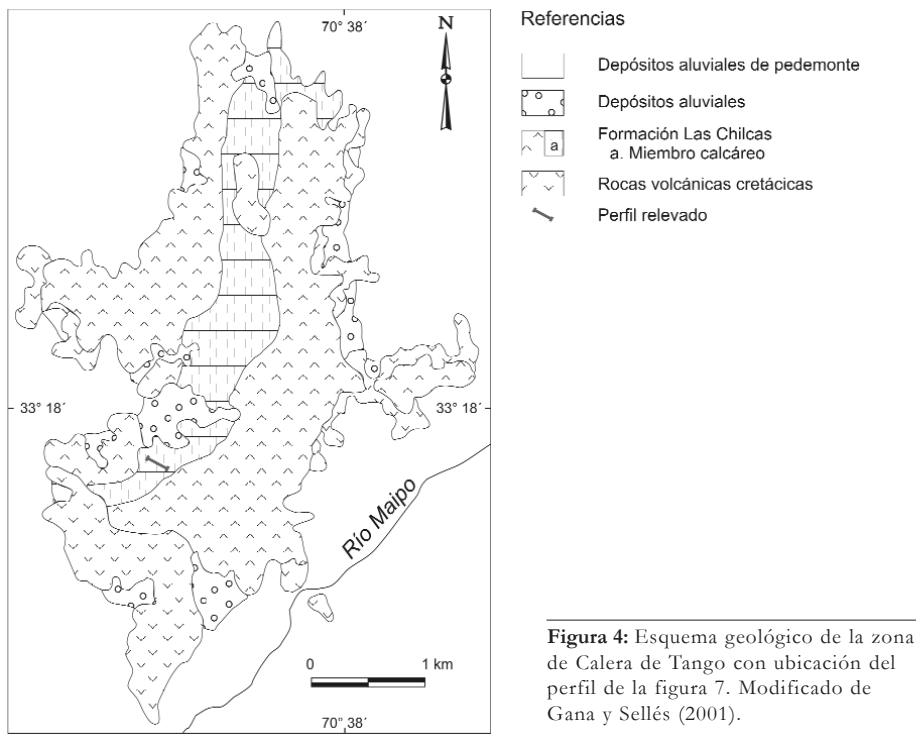 70° 38´
N
33° 18´
33° 18´
Río Maipo
0 1 km
70° 38´
Referencias
Depósitos aluviales de pedemonte
Depósitos aluviales
a
Formación Las Chilcas
a. Miembro calcáreo
Rocas volcánicas cretácicas
Perfil relevado
Figura 4: Esquema geológico de la zona
de Calera de Tango con ubicación del
perfil de la figura 7. Modificado de
Gana y Sellés (2001).